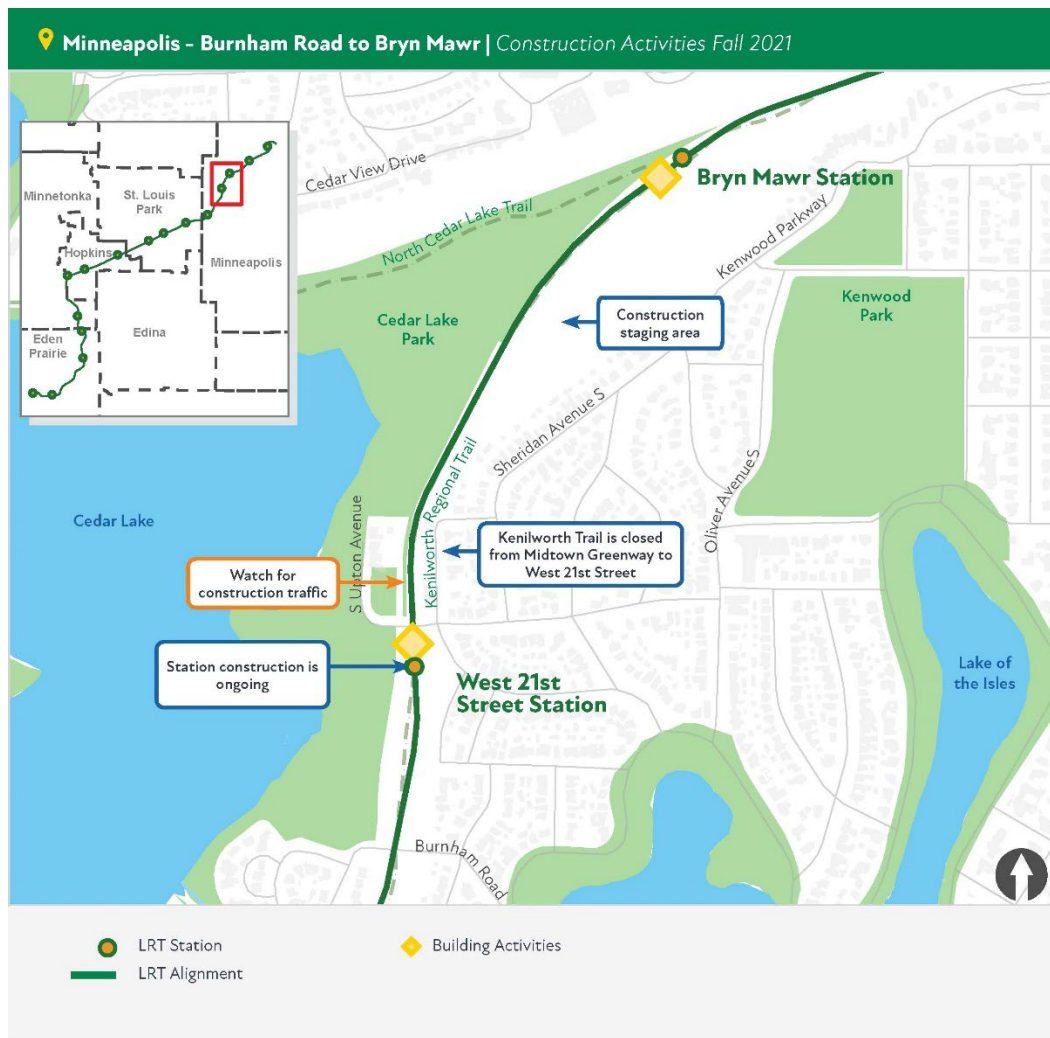 Minneapolis - Burnham Road to Bryn Mawr | Construction Activities Fall 2021
Minnetonka
St. Louis
Park
Hopkins
Minneapolis
Edina
Eden
Prairie
Cedar View Drive
North Cedar Lake Trail
Bryn Mawr Station
Kenwood Parkway
Cedar Lake
Park
Construction
staging area
Kenwood
Park
Sheridan Avenue S
Oliver Avenue S
Cedar Lake
S Upton Avenue
Kenilworth Regional Trail
Kenilworth Trail is closed
from Midtown Greenway to
West 21st Street
Watch for
construction traffic
Station construction is
ongoing
West 21st
Street Station
Lake of
the Isles
Burnham Road
LRT Station
Building Activities
LRT Alignment